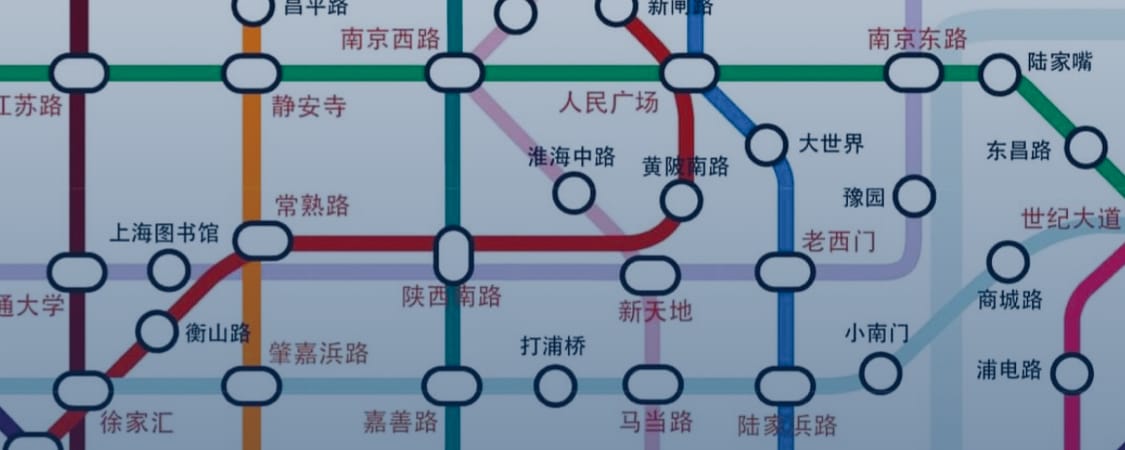 昌平路
新闸路
南京西路
南京东路
陆家嘴
江苏路
静安寺
人民广场
大世界
东昌路
淮海中路
黄陂南路
豫园
常熟路
世纪大道
上海图书馆
老西门
通大学
陕西南路
新天地
商城路
衡山路
打浦桥
小南门
肇嘉浜路
浦电路
徐家汇
嘉善路
马当路
陆家浜路